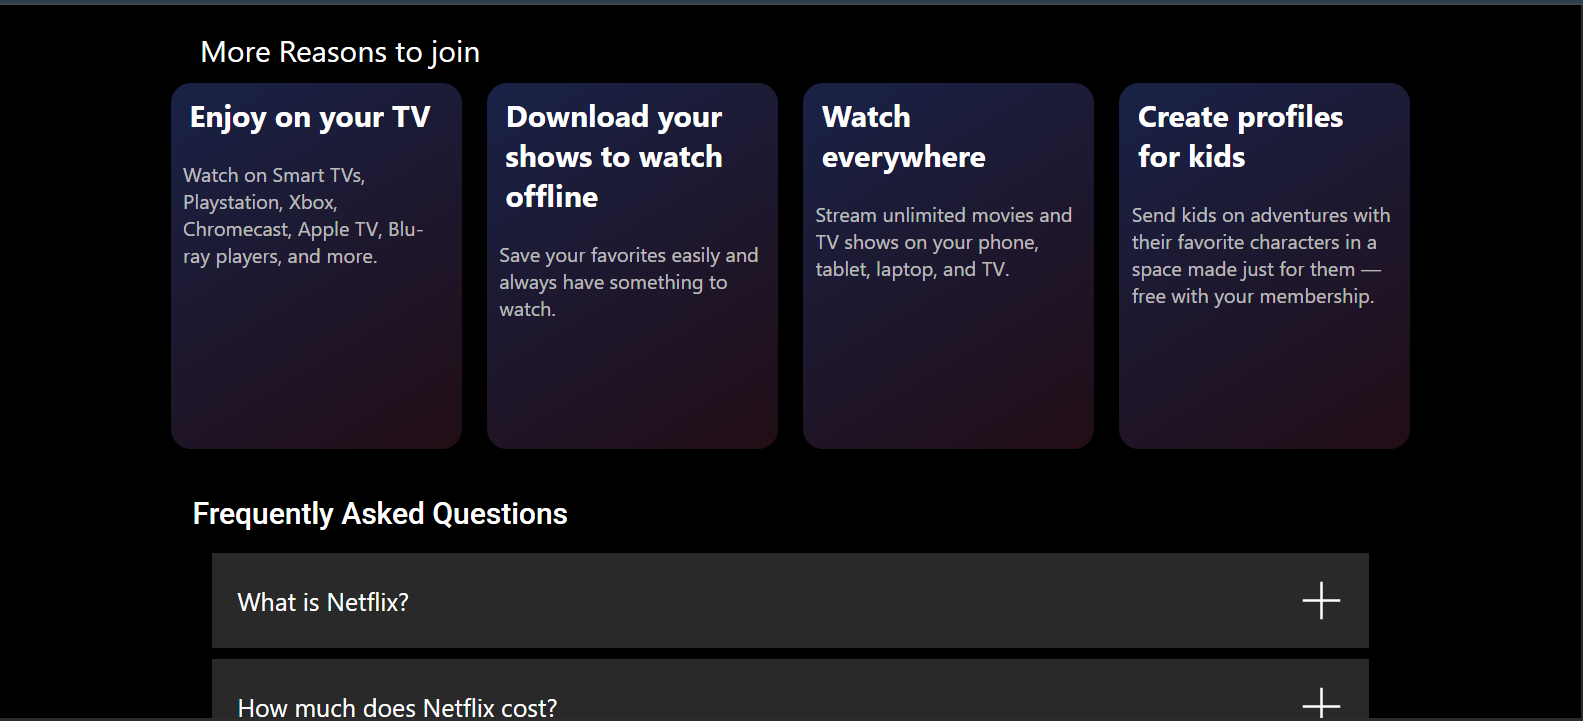 More Reasons to join
Enjoy on your TV
Watch on Smart TVs,
Playstation, Xbox,
Chromecast, Apple TV, Blu-
ray players, and more.
Download your
shows to watch
offline
Save your favorites easily and
always have something to
watch.
Watch
everywhere
Stream unlimited movies and
TV shows on your phone,
tablet, laptop, and TV.
Create profiles
for kids
Send kids on adventures with
their favorite characters in a
space made just for them —
free with your membership.
Frequently Asked Questions
What is Netflix?
How much does Netflix cost?